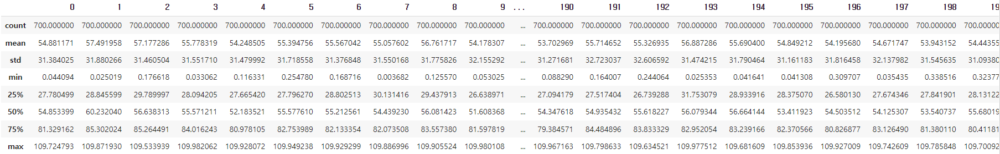 0 1 2 3 4 5 6 7 8 9 ... 190 191 192 193 194 195 196 197 198 19
count 700.000000 700.000000 700.000000 700.000000 700.000000 700.000000 700.000000 700.000000 700.000000 700.000000 ... 700.000000 700.000000 700.000000 700.000000 700.000000 700.000000 700.000000 700.000000 700.000000 700.00000
mean 54.881171 57.491958 57.177286 55.778319 54.248505 55.394756 55.567042 55.057602 56.761717 54.178307 ... 53.702969 55.714652 55.326935 56.887286 55.690400 54.849212 54.195680 54.671747 53.943152 54.44355
std 31.384025 31.880266 31.460504 31.551710 31.479992 31.718558 31.376848 31.550168 31.775826 32.155292 ... 31.271681 32.723037 32.606592 31.474215 31.790464 31.161183 31.816458 32.137982 31.545635 31.09380
min 0.044094 0.025019 0.176618 0.033062 0.116331 0.254780 0.168716 0.003682 0.125570 0.053025 ... 0.088290 0.164007 0.244064 0.025353 0.041641 0.041308 0.309707 0.035435 0.338516 0.32377
25% 27.780499 28.845599 29.789997 28.094205 27.665420 27.796270 28.802513 30.131416 29.437913 26.638971 ... 27.094179 27.517404 26.739288 31.753079 28.933916 28.375070 26.580130 27.674346 27.841901 28.13122
50% 54.853399 60.232040 56.638313 55.571211 52.183521 55.577610 55.212561 54.439230 56.081423 51.608368 ... 54.347618 54.935432 55.618227 56.079344 56.664144 53.411923 54.503512 54.125307 53.540737 55.68019
75% 81.329162 85.302024 85.264491 84.016243 80.978105 82.753989 82.133354 82.073508 83.557380 81.597819 ... 79.384571 84.484896 83.833329 82.952054 83.239166 82.370566 80.826877 83.126490 81.380110 80.41181
max 109.724793 109.871930 109.533939 109.982062 109.928072 109.949238 109.929299 109.886996 109.905524 109.980108 ... 109.967163 109.798633 109.634521 109.977512 109.681609 109.853936 109.927009 109.742609 109.785848 109.70092